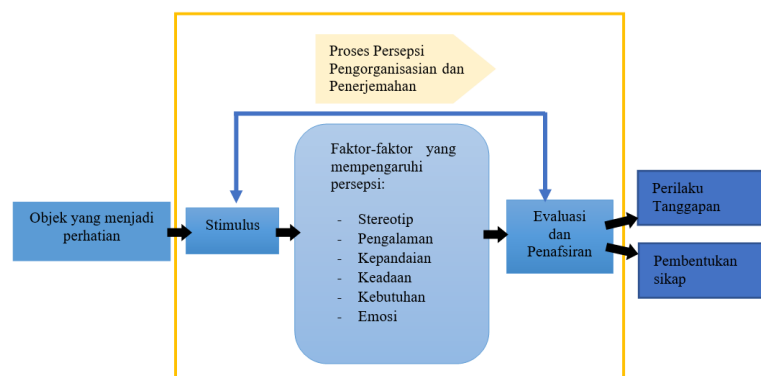 Proses Persepsi
Pengorganisasian dan
Penerjemahan
Faktor-faktor yang
mempengaruhi
persepsi:
- Stereotip
- Pengalaman
- Kepandaian
- Keadaan
- Kebutuhan
- Emosi
Objek yang menjadi
perhatian
Stimulus
Evaluasi
dan
Penafsiran
Perilaku
Tanggapan
Pembentukan
sikap